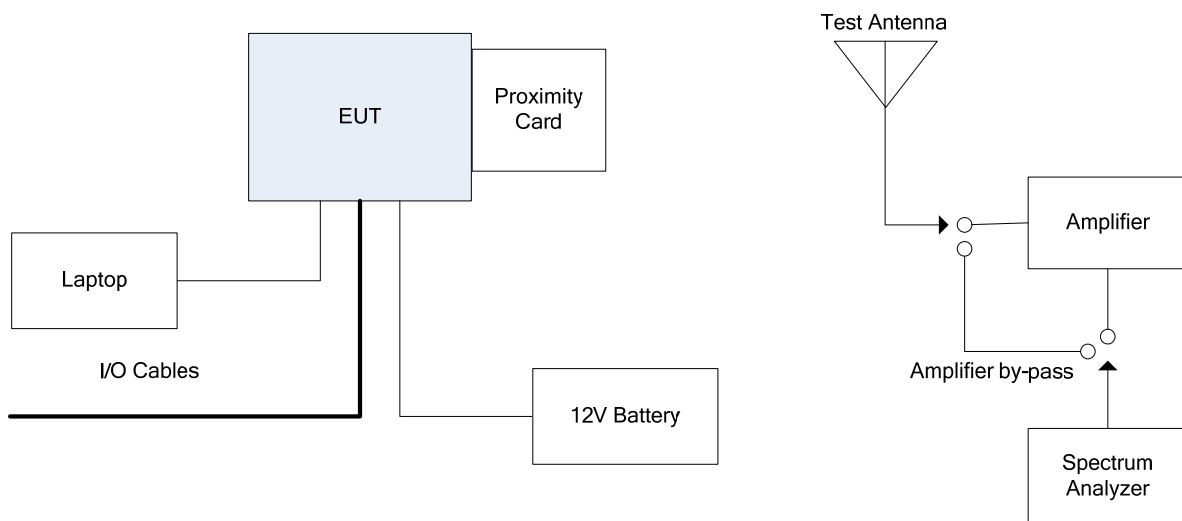 Test Antenna
EUT
Proximity
Card
Amplifier
Laptop
I/O Cables
Amplifier by-pass
12V Battery
Spectrum
Analyzer